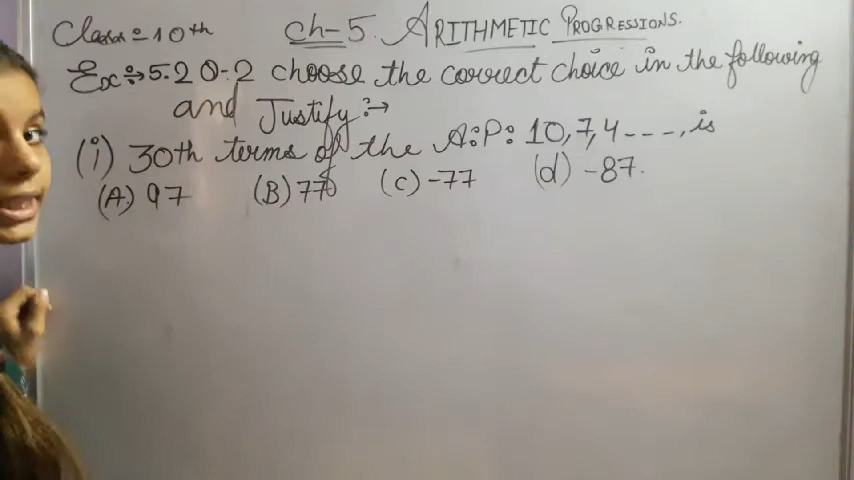 Class:- 10th ch-5. ARITHMETIC PROGRESSIONS.
Ex:→ 5.2 Q.2 choose the correct choice in the following
and Justify:→
(i) 30th terms of the A:P: 10,7,4 ---, is
(A) 97 (B) 77 (C) -77 (d) -87.